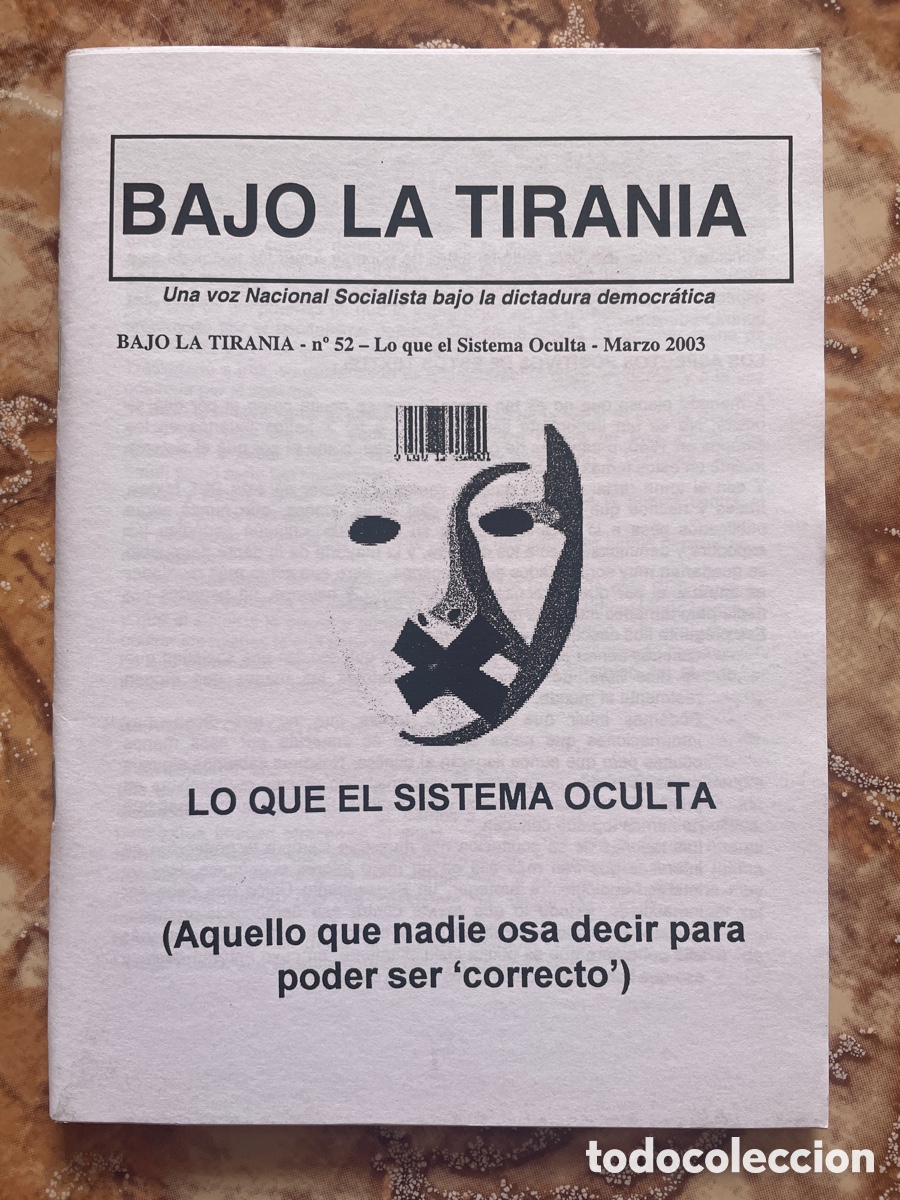 BAJO LA TIRANIA
Una voz Nacional Socialista bajo la dictadura democrática
BAJO LA TIRANIA - nº 52 – Lo que el Sistema Oculta - Marzo 2003
LO QUE EL SISTEMA OCULTA
(Aquello que nadie osa decir para
poder ser ‘correcto’)
todocoleccion